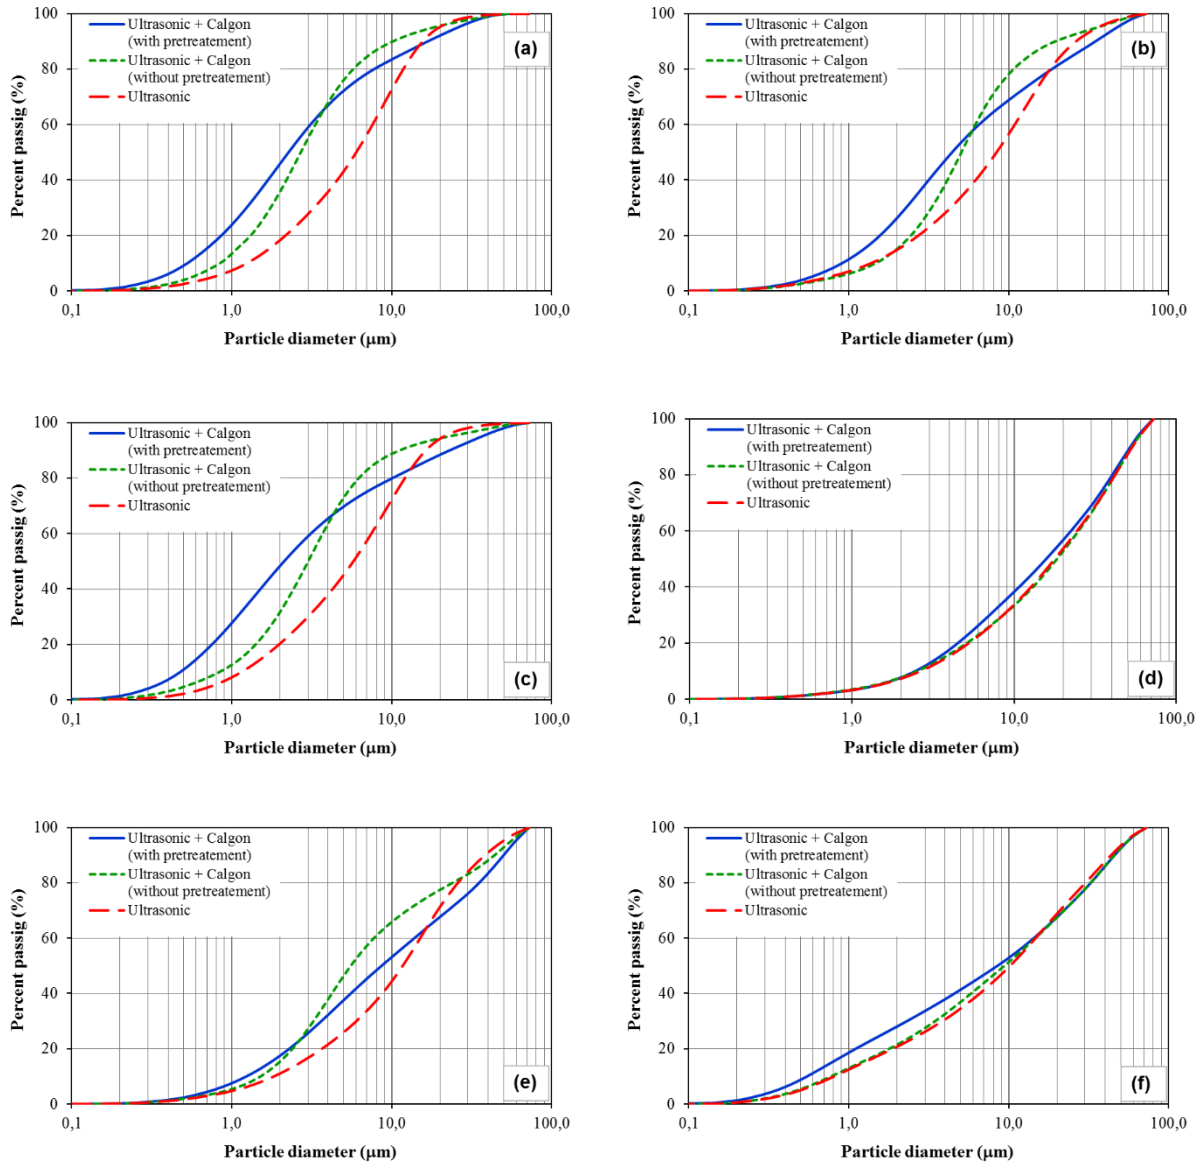 100
80
60
40
20
0
Percent passig (%)
Ultrasonic + Calgon
(with pretreatement)
Ultrasonic + Calgon
(without pretreatement)
Ultrasonic
(a)
0,1
1,0
10,0
100,0
Particle diameter (µm)
100
80
60
40
20
0
Percent passig (%)
Ultrasonic + Calgon
(with pretreatement)
Ultrasonic + Calgon
(without pretreatement)
Ultrasonic
(b)
0,1
1,0
10,0
100,0
Particle diameter (µm)
100
80
60
40
20
0
Percent passig (%)
Ultrasonic + Calgon
(with pretreatement)
Ultrasonic + Calgon
(without pretreatement)
Ultrasonic
(c)
0,1
1,0
10,0
100,0
Particle diameter (µm)
100
80
60
40
20
0
Percent passig (%)
Ultrasonic + Calgon
(with pretreatement)
Ultrasonic + Calgon
(without pretreatement)
Ultrasonic
(d)
0,1
1,0
10,0
100,0
Particle diameter (µm)
100
80
60
40
20
0
Percent passig (%)
Ultrasonic + Calgon
(with pretreatement)
Ultrasonic + Calgon
(without pretreatement)
Ultrasonic
(e)
0,1
1,0
10,0
100,0
Particle diameter (µm)
100
80
60
40
20
0
Percent passig (%)
Ultrasonic + Calgon
(with pretreatement)
Ultrasonic + Calgon
(without pretreatement)
Ultrasonic
(f)
0,1
1,0
10,0
100,0
Particle diameter (µm)